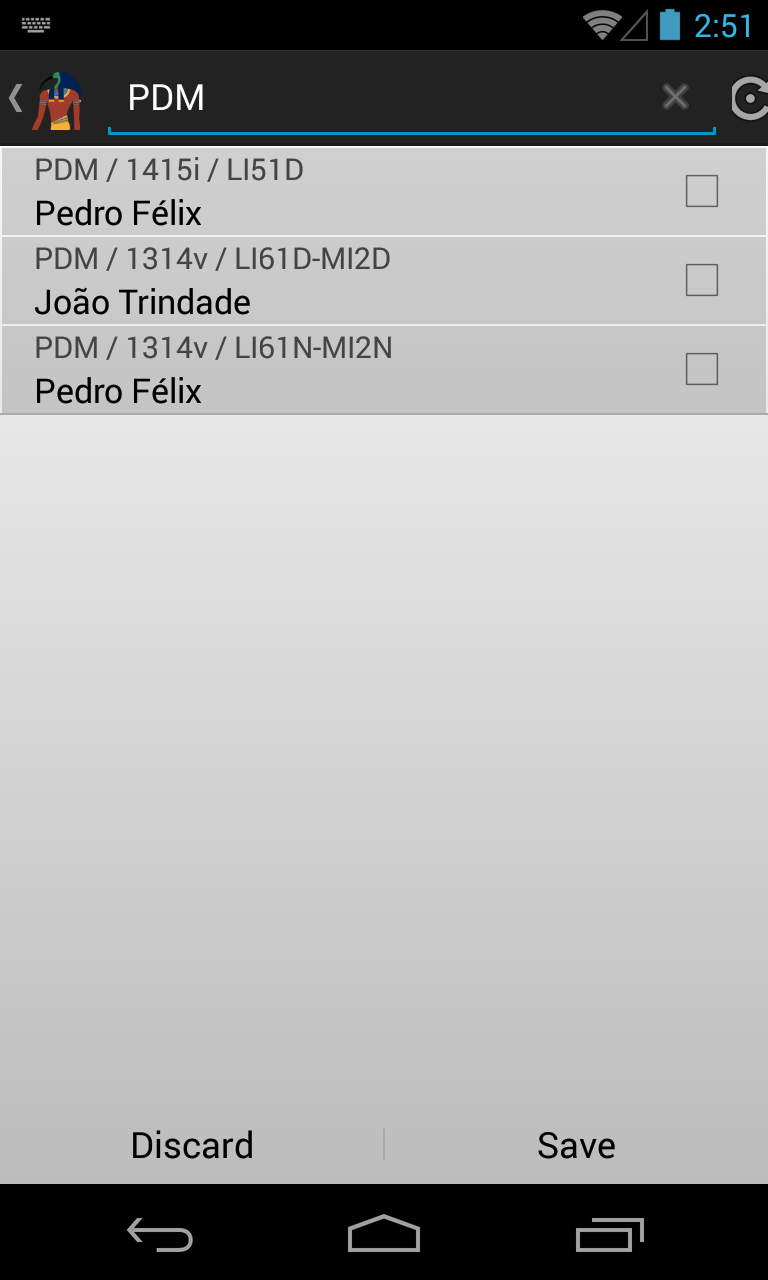 2:51
PDM
PDM / 1415i / LI51D
Pedro Félix
PDM / 1314v / LI61D-MI2D
João Trindade
PDM / 1314v / LI61N-MI2N
Pedro Félix
Discard
Save